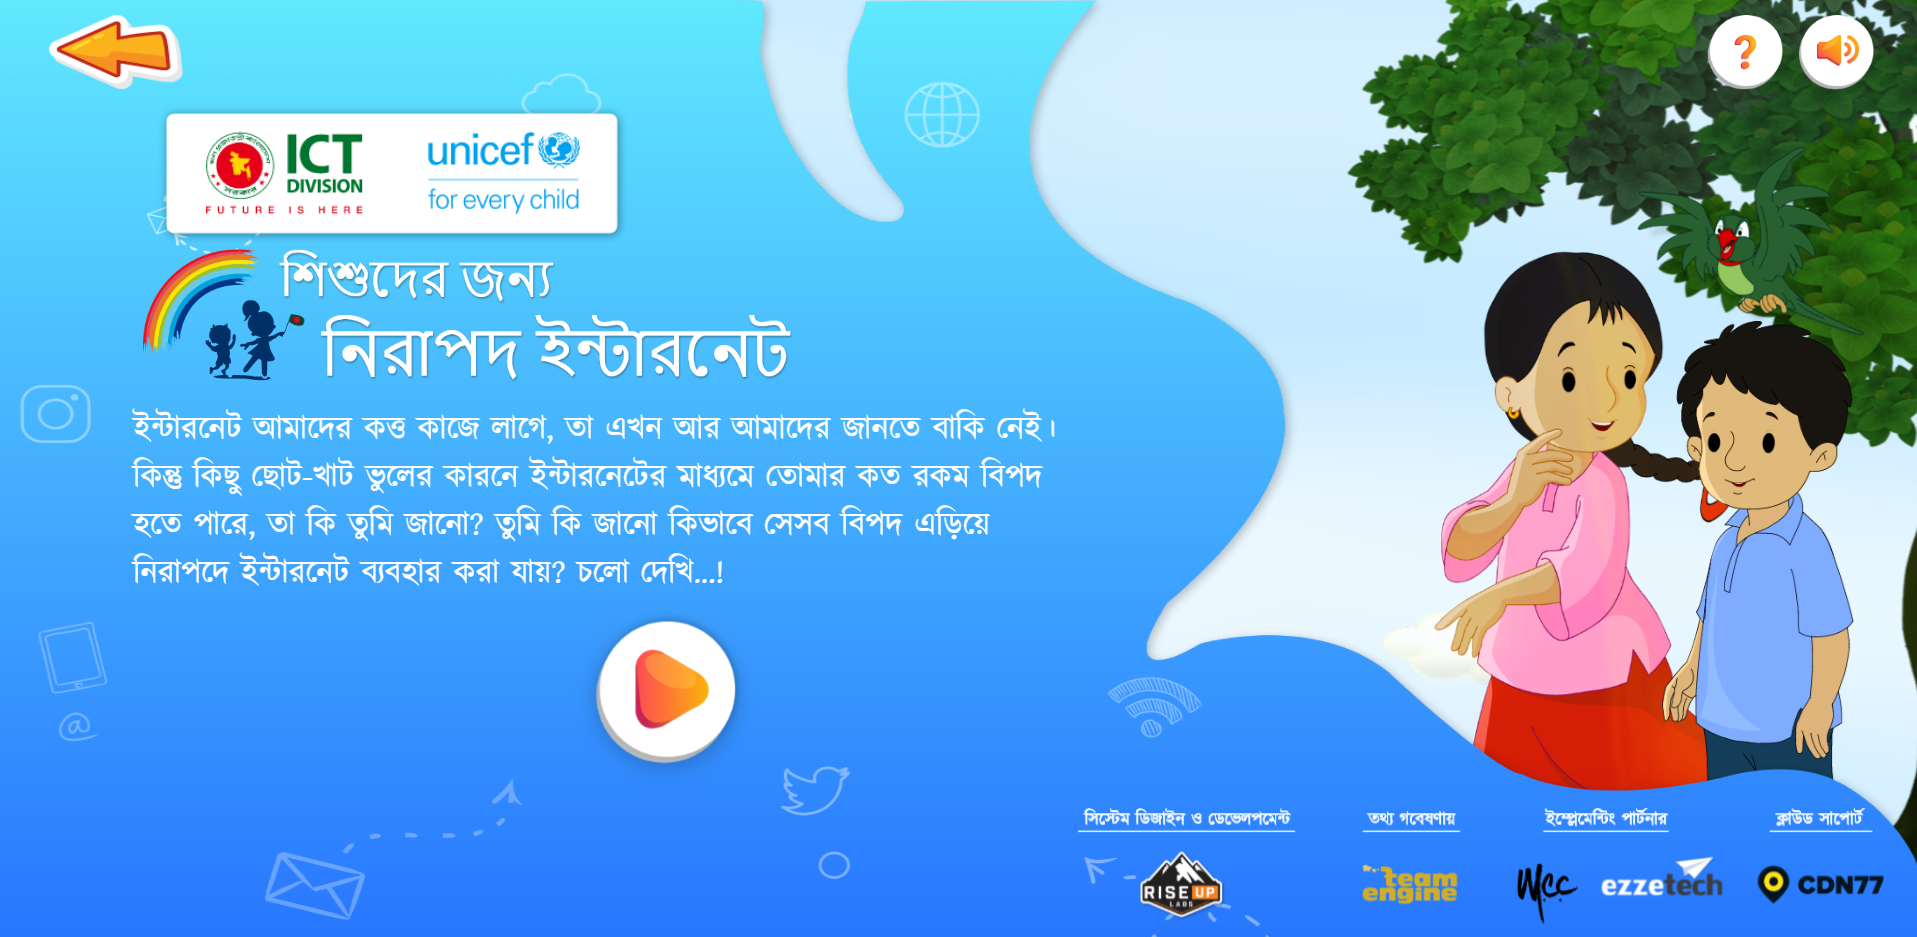 ICT
DIVISION
FUTURE IS HERE
unicef
for every child
শিশুদের জন্য
নিরাপদ ইন্টারনেট
ইন্টারনেট আমাদের কত্ত কাজে লাগে, তা এখন আর আমাদের জানতে বাকি নেই।
কিন্তু কিছু ছোট-খাট ভুলের কারনে ইন্টারনেটের মাধ্যমে তোমার কত রকম বিপদ
হতে পারে, তা কি তুমি জানো? তুমি কি জানো কিভাবে সেসব বিপদ এড়িয়ে
নিরাপদে ইন্টারনেট ব্যবহার করা যায়? চলো দেখি...!
সিস্টেম ডিজাইন ও ডেভেলপমেন্ট
তথ্য গবেষণায়
ইম্প্লেমেন্টিং পার্টনার
ক্লাউড সাপোর্ট
RISE UP
LABS
team
engine
Mcc
ezzetech
CDN77